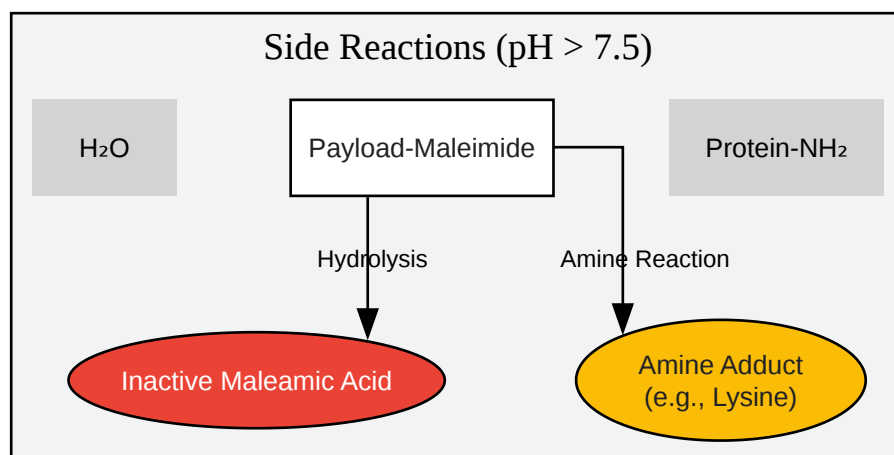 Side Reactions (pH > 7.5)
H₂O
Payload-Maleimide
Protein-NH₂
Hydrolysis
Amine Reaction
Inactive Maleamic Acid
Amine Adduct
(e.g., Lysine)